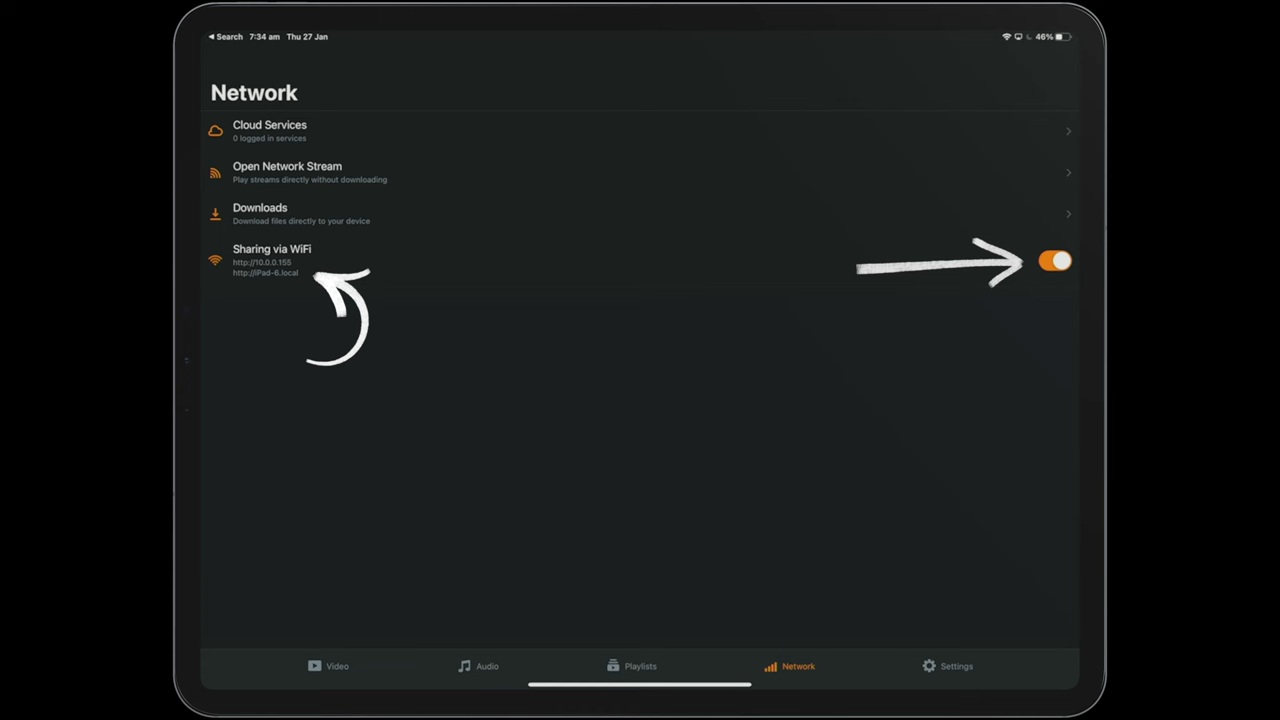 Search 7:34 am Thu 27 Jan
46%
Network
Cloud Services
0 logged in services
Open Network Stream
Play streams directly without downloading
Downloads
Download files directly to your device
Sharing via WiFi
http://10.0.0.155
http://iPad-6.local
Video
Audio
Playlists
Network
Settings